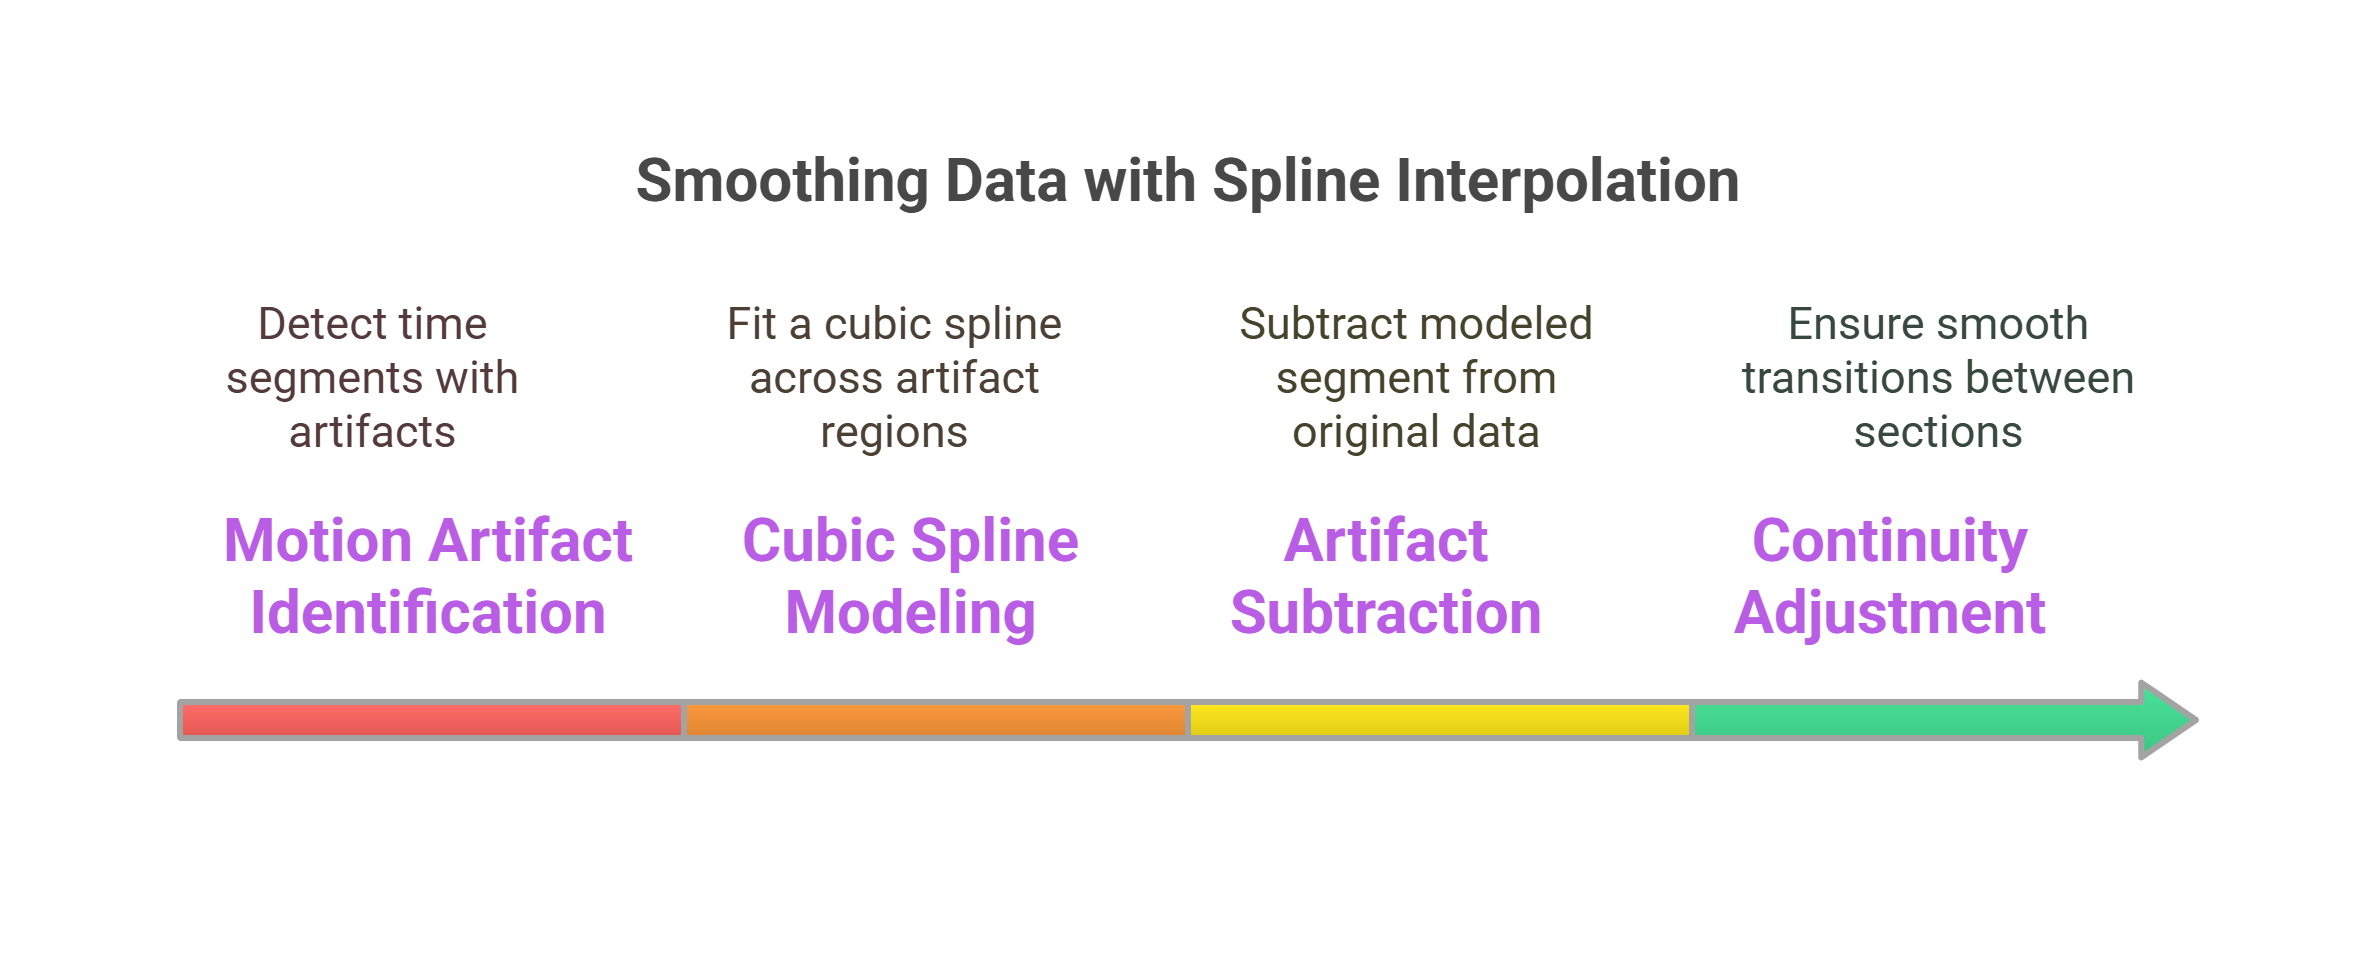 Smoothing Data with Spline Interpolation
Detect time
segments with
artifacts
Motion Artifact
Identification
Fit a cubic spline
across artifact
regions
Cubic Spline
Modeling
Subtract modeled
segment from
original data
Artifact
Subtraction
Ensure smooth
transitions between
sections
Continuity
Adjustment